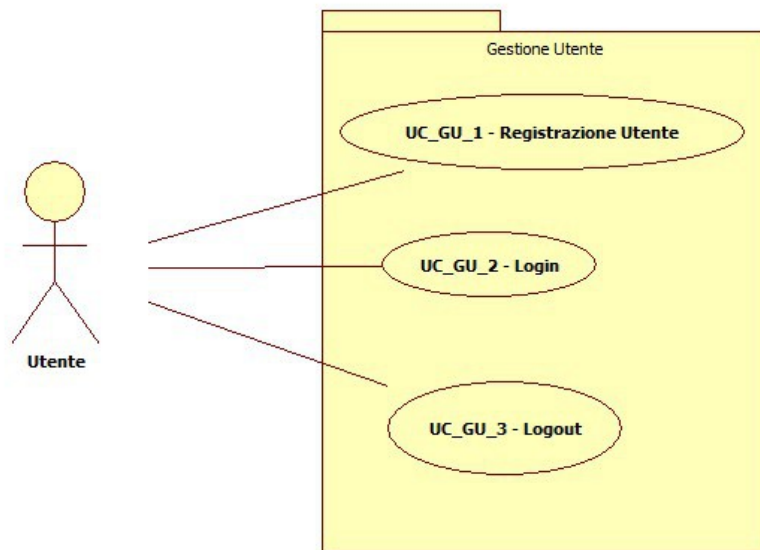 Gestione Utente
UC_GU_1 - Registrazione Utente
UC_GU_2 - Login
Utente
UC_GU_3 - Logout